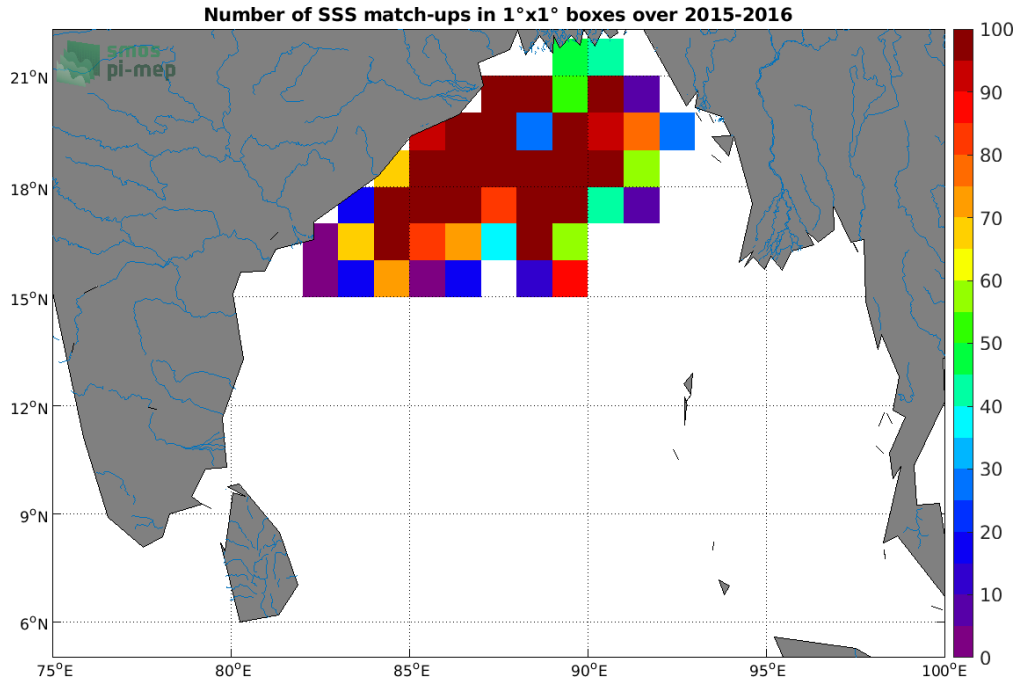 Number of SSS match-ups in 1°x1° boxes over 2015-2016
smos
pi-mep
21°N
18°N
15°N
12°N
9°N
6°N
75°E 80°E 85°E 90°E 95°E 100°E
100
90
80
70
60
50
40
30
20
10
0